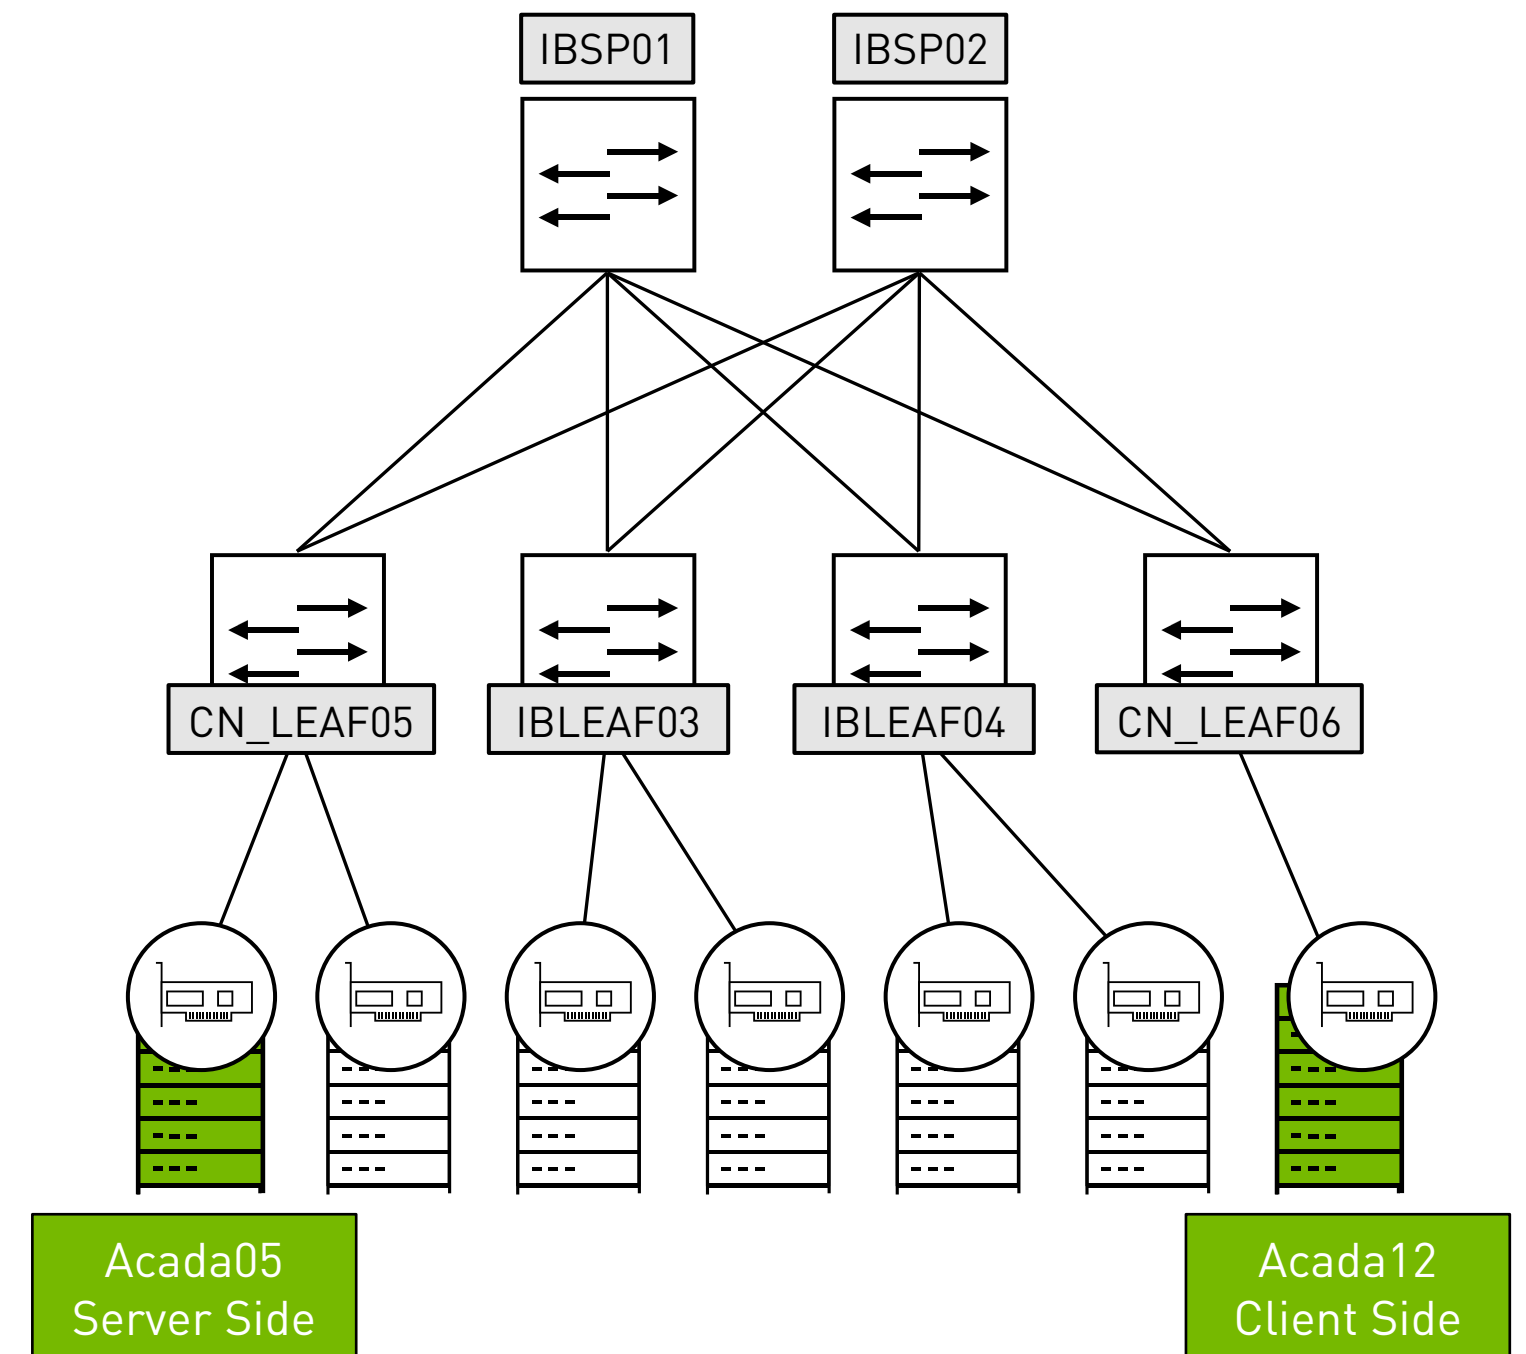 IBSP01
IBSP02
CN_LEAF05
IBLEAF03
IBLEAF04
CN_LEAF06
Acada05
Server Side
Acada12
Client Side